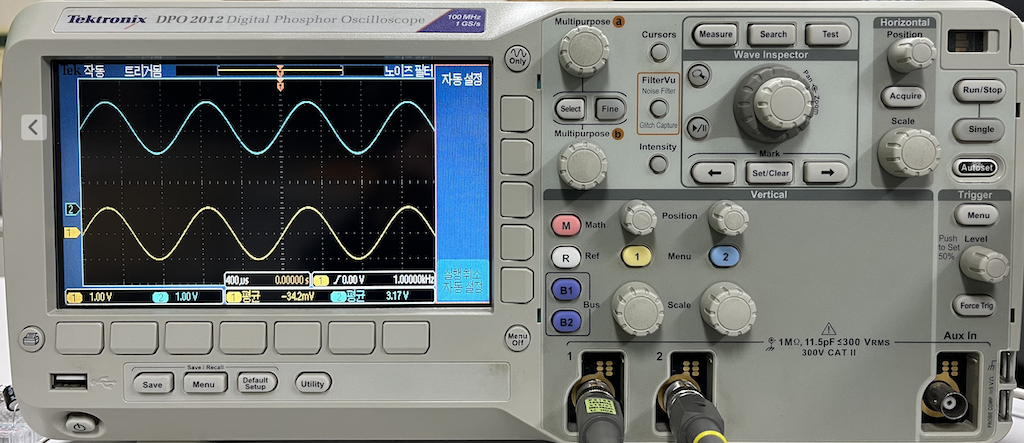 Tektronix DPO 2012 Digital Phosphor Oscilloscope
100 MHz
1 GS/s
Tek 작동 트리거됨 노이즈 필터
자동 설정
2
1
400µs 0.00000 s 1 0.00 V 1.00000kHz
1 1.00 V 2 1.00 V 1 평균 -34.2mV 2 평균 3.17 V
자동 설정
Only
Menu
Off
Save / Recall
Save Menu Default
Setup Utility
Multipurpose a
Cursors
FilterVu
Noise Filter
Glitch Capture
Select Fine
Multipurpose b
Intensity
Measure Search Test
Wave Inspector
Pan Zoom
Mark
← Set/Clear →
Horizontal
Position
Acquire
Scale
Run/Stop
Single
Autoset
Vertical
M Math
Position
R Ref
1 Menu 2
B1
Bus
B2
Scale
Trigger
Menu
Push
to Set
50%
Level
Force Trig
1 2
1MΩ, 11.5pF ≤300 VRMS
300V CAT II
Aux In
PROBE COMP